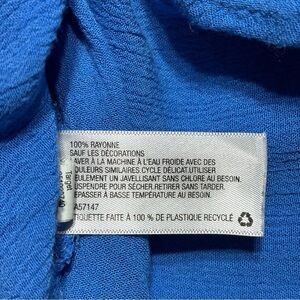 100% RAYONNE
SAUF LES DÉCORATIONS
LAVER À LA MACHINE À L'EAU FROIDE AVEC DES
OULEURS SIMILAIRES.CYCLE DÉLICAT.UTILISER
EULEMENT UN JAVELLISANT SANS CHLORE AU BESOIN.
USPENDRE POUR SÉCHER.RETIRER SANS TARDER.
EPASSER À BASSE TEMPÉRATURE AU BESOIN.
A57147
TIQUETTE FAITE À 100 % DE PLASTIQUE RECYCLÉ